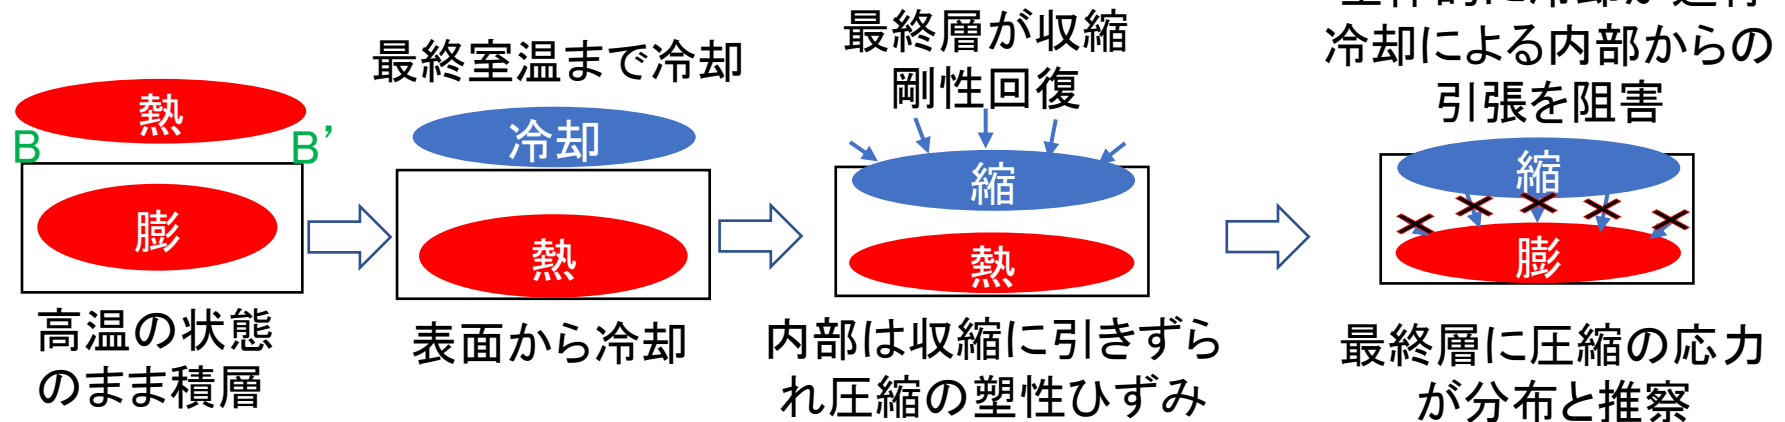 熱
B
B’
膨
高温の状態
のまま積層
最終室温まで冷却
冷却
熱
表面から冷却
最終層が収縮
剛性回復
縮
熱
内部は収縮に引きずら
れ圧縮の塑性ひずみ
冷却による内部からの
引張を阻害
縮
膨
最終層に圧縮の応力
が分布と推察